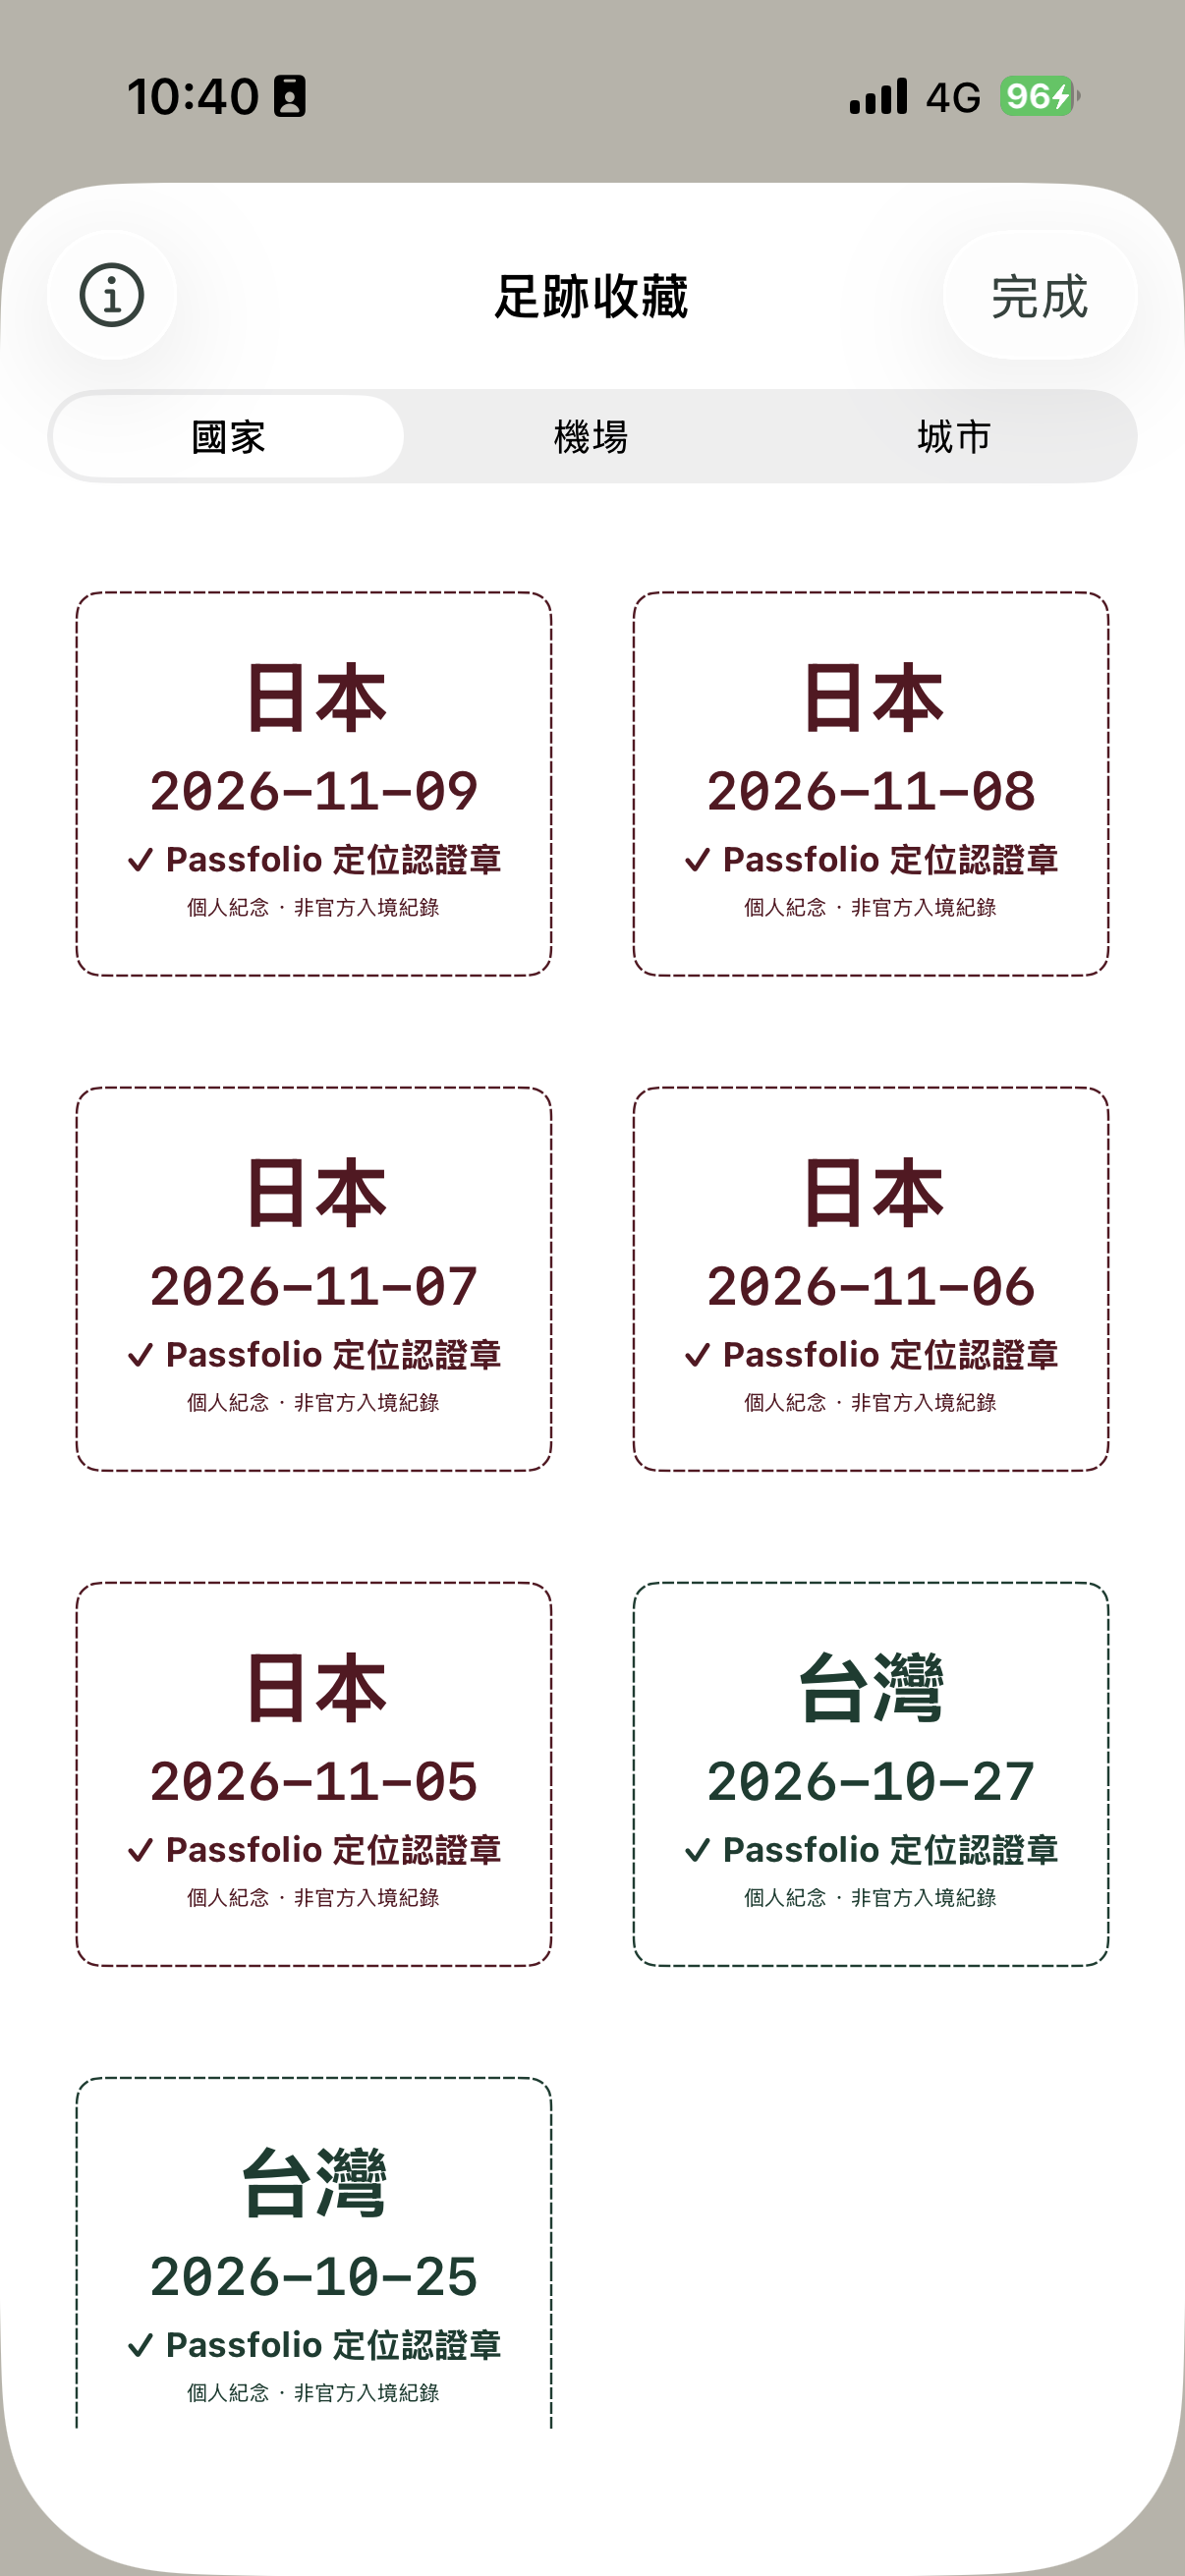 10:40
4G
96
足跡收藏
完成
國家
機場
城市
日本
2026-11-09
✓ Passfolio 定位認證章
個人紀念 · 非官方入境紀錄
日本
2026-11-08
✓ Passfolio 定位認證章
個人紀念 · 非官方入境紀錄
日本
2026-11-07
✓ Passfolio 定位認證章
個人紀念 · 非官方入境紀錄
日本
2026-11-06
✓ Passfolio 定位認證章
個人紀念 · 非官方入境紀錄
日本
2026-11-05
✓ Passfolio 定位認證章
個人紀念 · 非官方入境紀錄
台灣
2026-10-27
✓ Passfolio 定位認證章
個人紀念 · 非官方入境紀錄
台灣
2026-10-25
✓ Passfolio 定位認證章
個人紀念 · 非官方入境紀錄